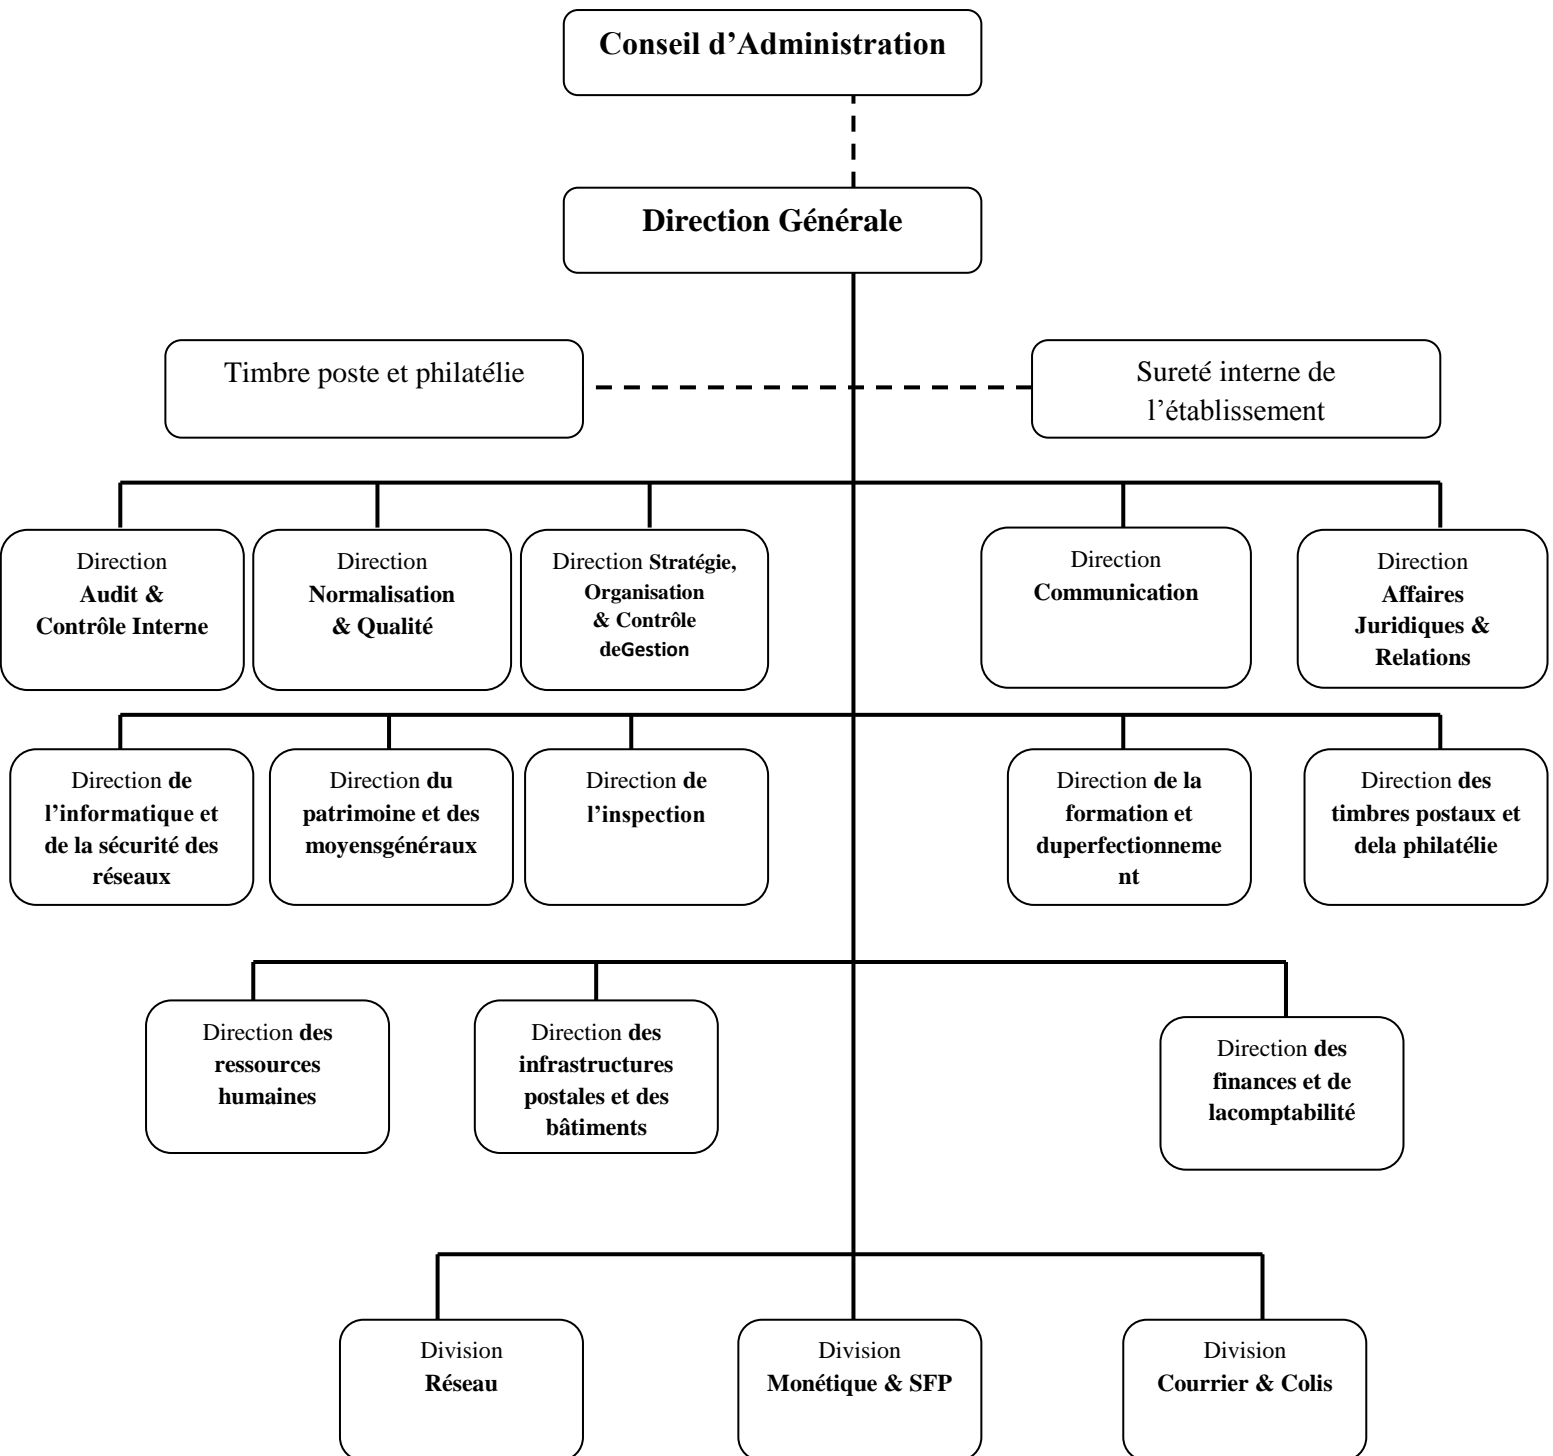 Conseil d’Administration
Direction Générale
Timbre poste et philatélie
Sureté interne de
l’établissement
Direction
Audit &
Contrôle Interne
Direction
Normalisation
& Qualité
Direction Stratégie,
Organisation
& Contrôle
deGestion
Direction
Communication
Direction
Affaires
Juridiques &
Relations
Direction de
l’informatique et
de la sécurité des
réseaux
Direction du
patrimoine et des
moyensgénéraux
Direction de
l’inspection
Direction de la
formation et
duperfectionneme
nt
Direction des
timbres postaux et
dela philatélie
Direction des
ressources
humaines
Direction des
infrastructures
postales et des
bâtiments
Direction des
finances et de
lacomptabilité
Division
Réseau
Division
Monétique & SFP
Division
Courrier & Colis